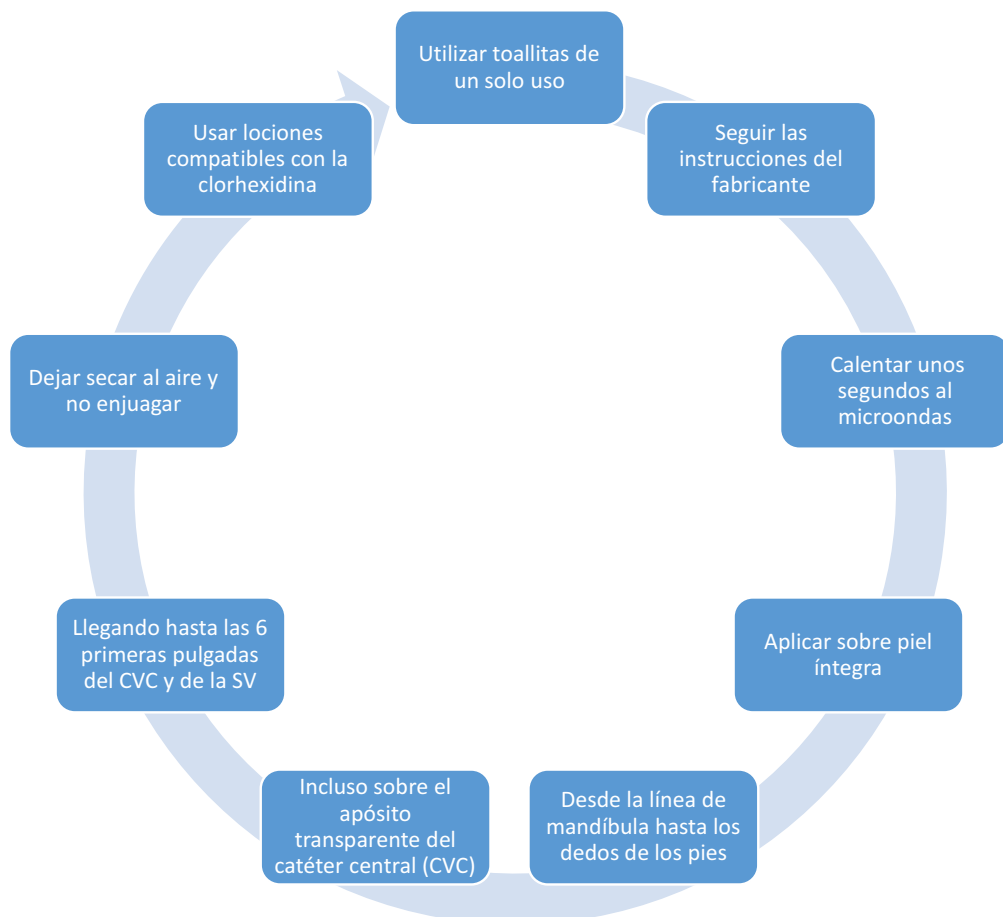 Utilizar toallitas de
un solo uso
Seguir las
instrucciones del
fabricante
Calentar unos
segundos al
microondas
Aplicar sobre piel
íntegra
Desde la línea de
mandíbula hasta los
dedos de los pies
Incluso sobre el
apósito
transparente del
catéter central (CVC)
Llegando hasta las 6
primeras pulgadas
del CVC y de la SV
Dejar secar al aire y
no enjuagar
Usar lociones
compatibles con la
clorhexidina